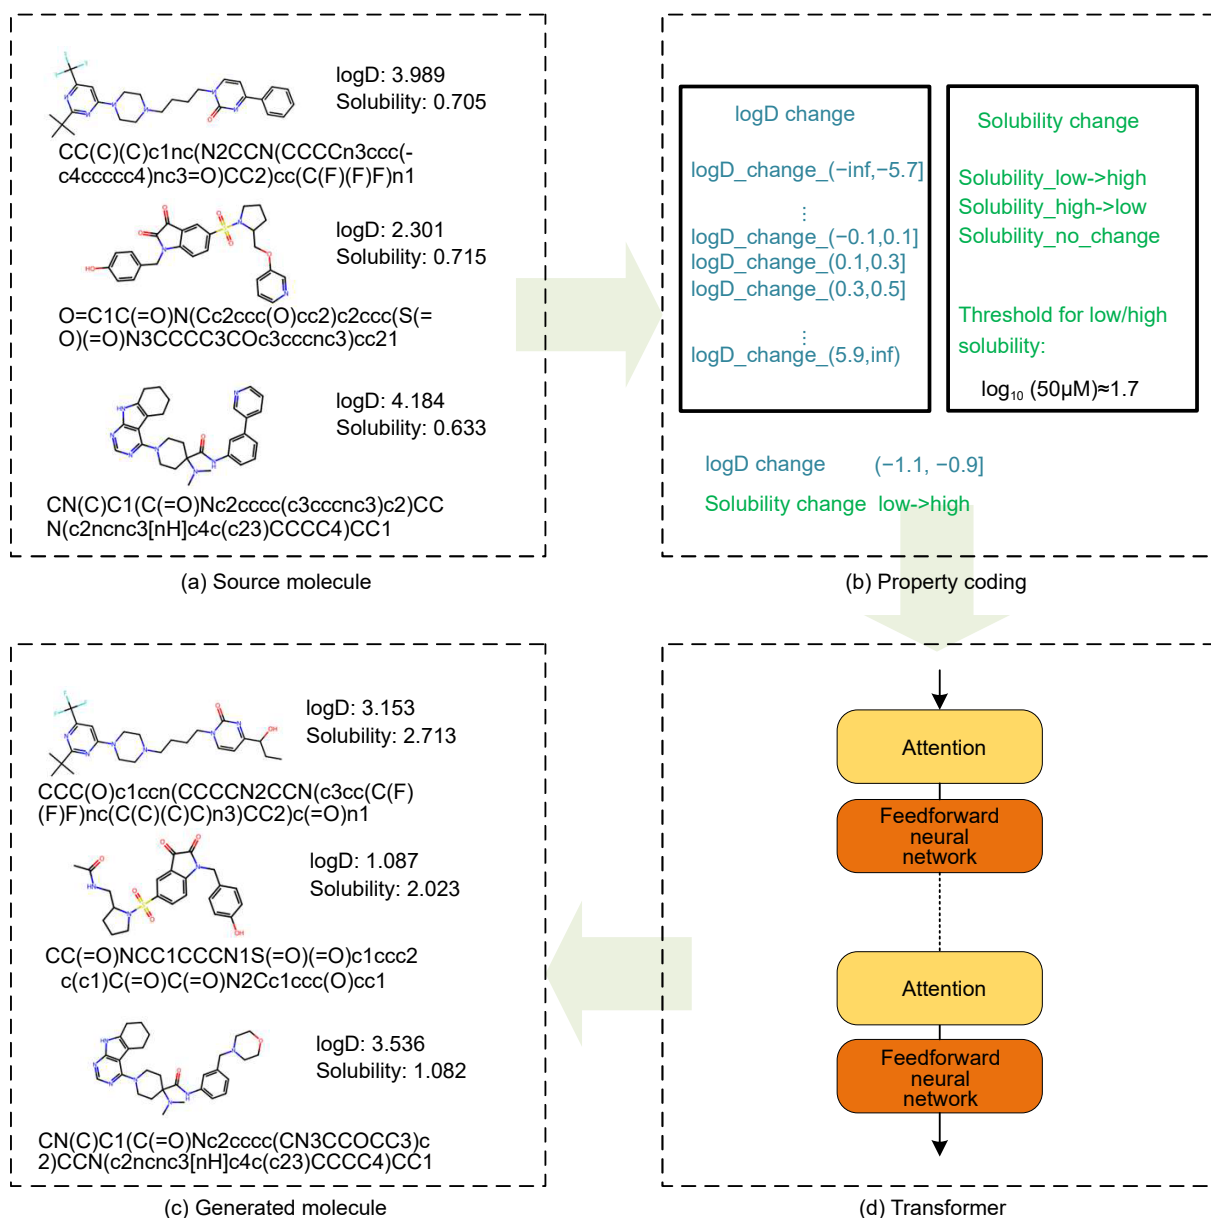 logD: 3.989
Solubility: 0.705
CC(C)(C)c1nc(N2CCN(CCCCn3ccc(-
c4ccccc4)nc3=O)CC2)cc(C(F)(F)F)n1
logD: 2.301
Solubility: 0.715
O=C1C(=O)N(Cc2ccc(O)cc2)c2ccc(S(=
O)(=O)N3CCCC3COc3cccnc3)cc21
logD: 4.184
Solubility: 0.633
CN(C)C1(C(=O)Nc2cccc(c3cccnc3)c2)CC
N(c2ncnc3[nH]c4c(c23)CCCC4)CC1
(a) Source molecule
logD change
logD_change_(−inf,−5.7]
⋮
logD_change_(−0.1,0.1]
logD_change_(0.1,0.3]
logD_change_(0.3,0.5]
⋮
logD_change_(5.9,inf)
Solubility change
Solubility_low->high
Solubility_high->low
Solubility_no_change
Threshold for low/high
solubility:
log₁₀ (50μM)≈1.7
logD change (−1.1, −0.9]
Solubility change low->high
(b) Property coding
logD: 3.153
Solubility: 2.713
CCC(O)c1ccn(CCCCN2CCN(c3cc(C(F)
(F)F)nc(C(C)(C)C)n3)CC2)c(=O)n1
logD: 1.087
Solubility: 2.023
CC(=O)NCC1CCCN1S(=O)(=O)c1ccc2
c(c1)C(=O)C(=O)N2Cc1ccc(O)cc1
logD: 3.536
Solubility: 1.082
CN(C)C1(C(=O)Nc2cccc(CN3CCOCC3)c
2)CCN(c2ncnc3[nH]c4c(c23)CCCC4)CC1
(c) Generated molecule
Attention
Feedforward
neural
network
Attention
Feedforward
neural
network
(d) Transformer